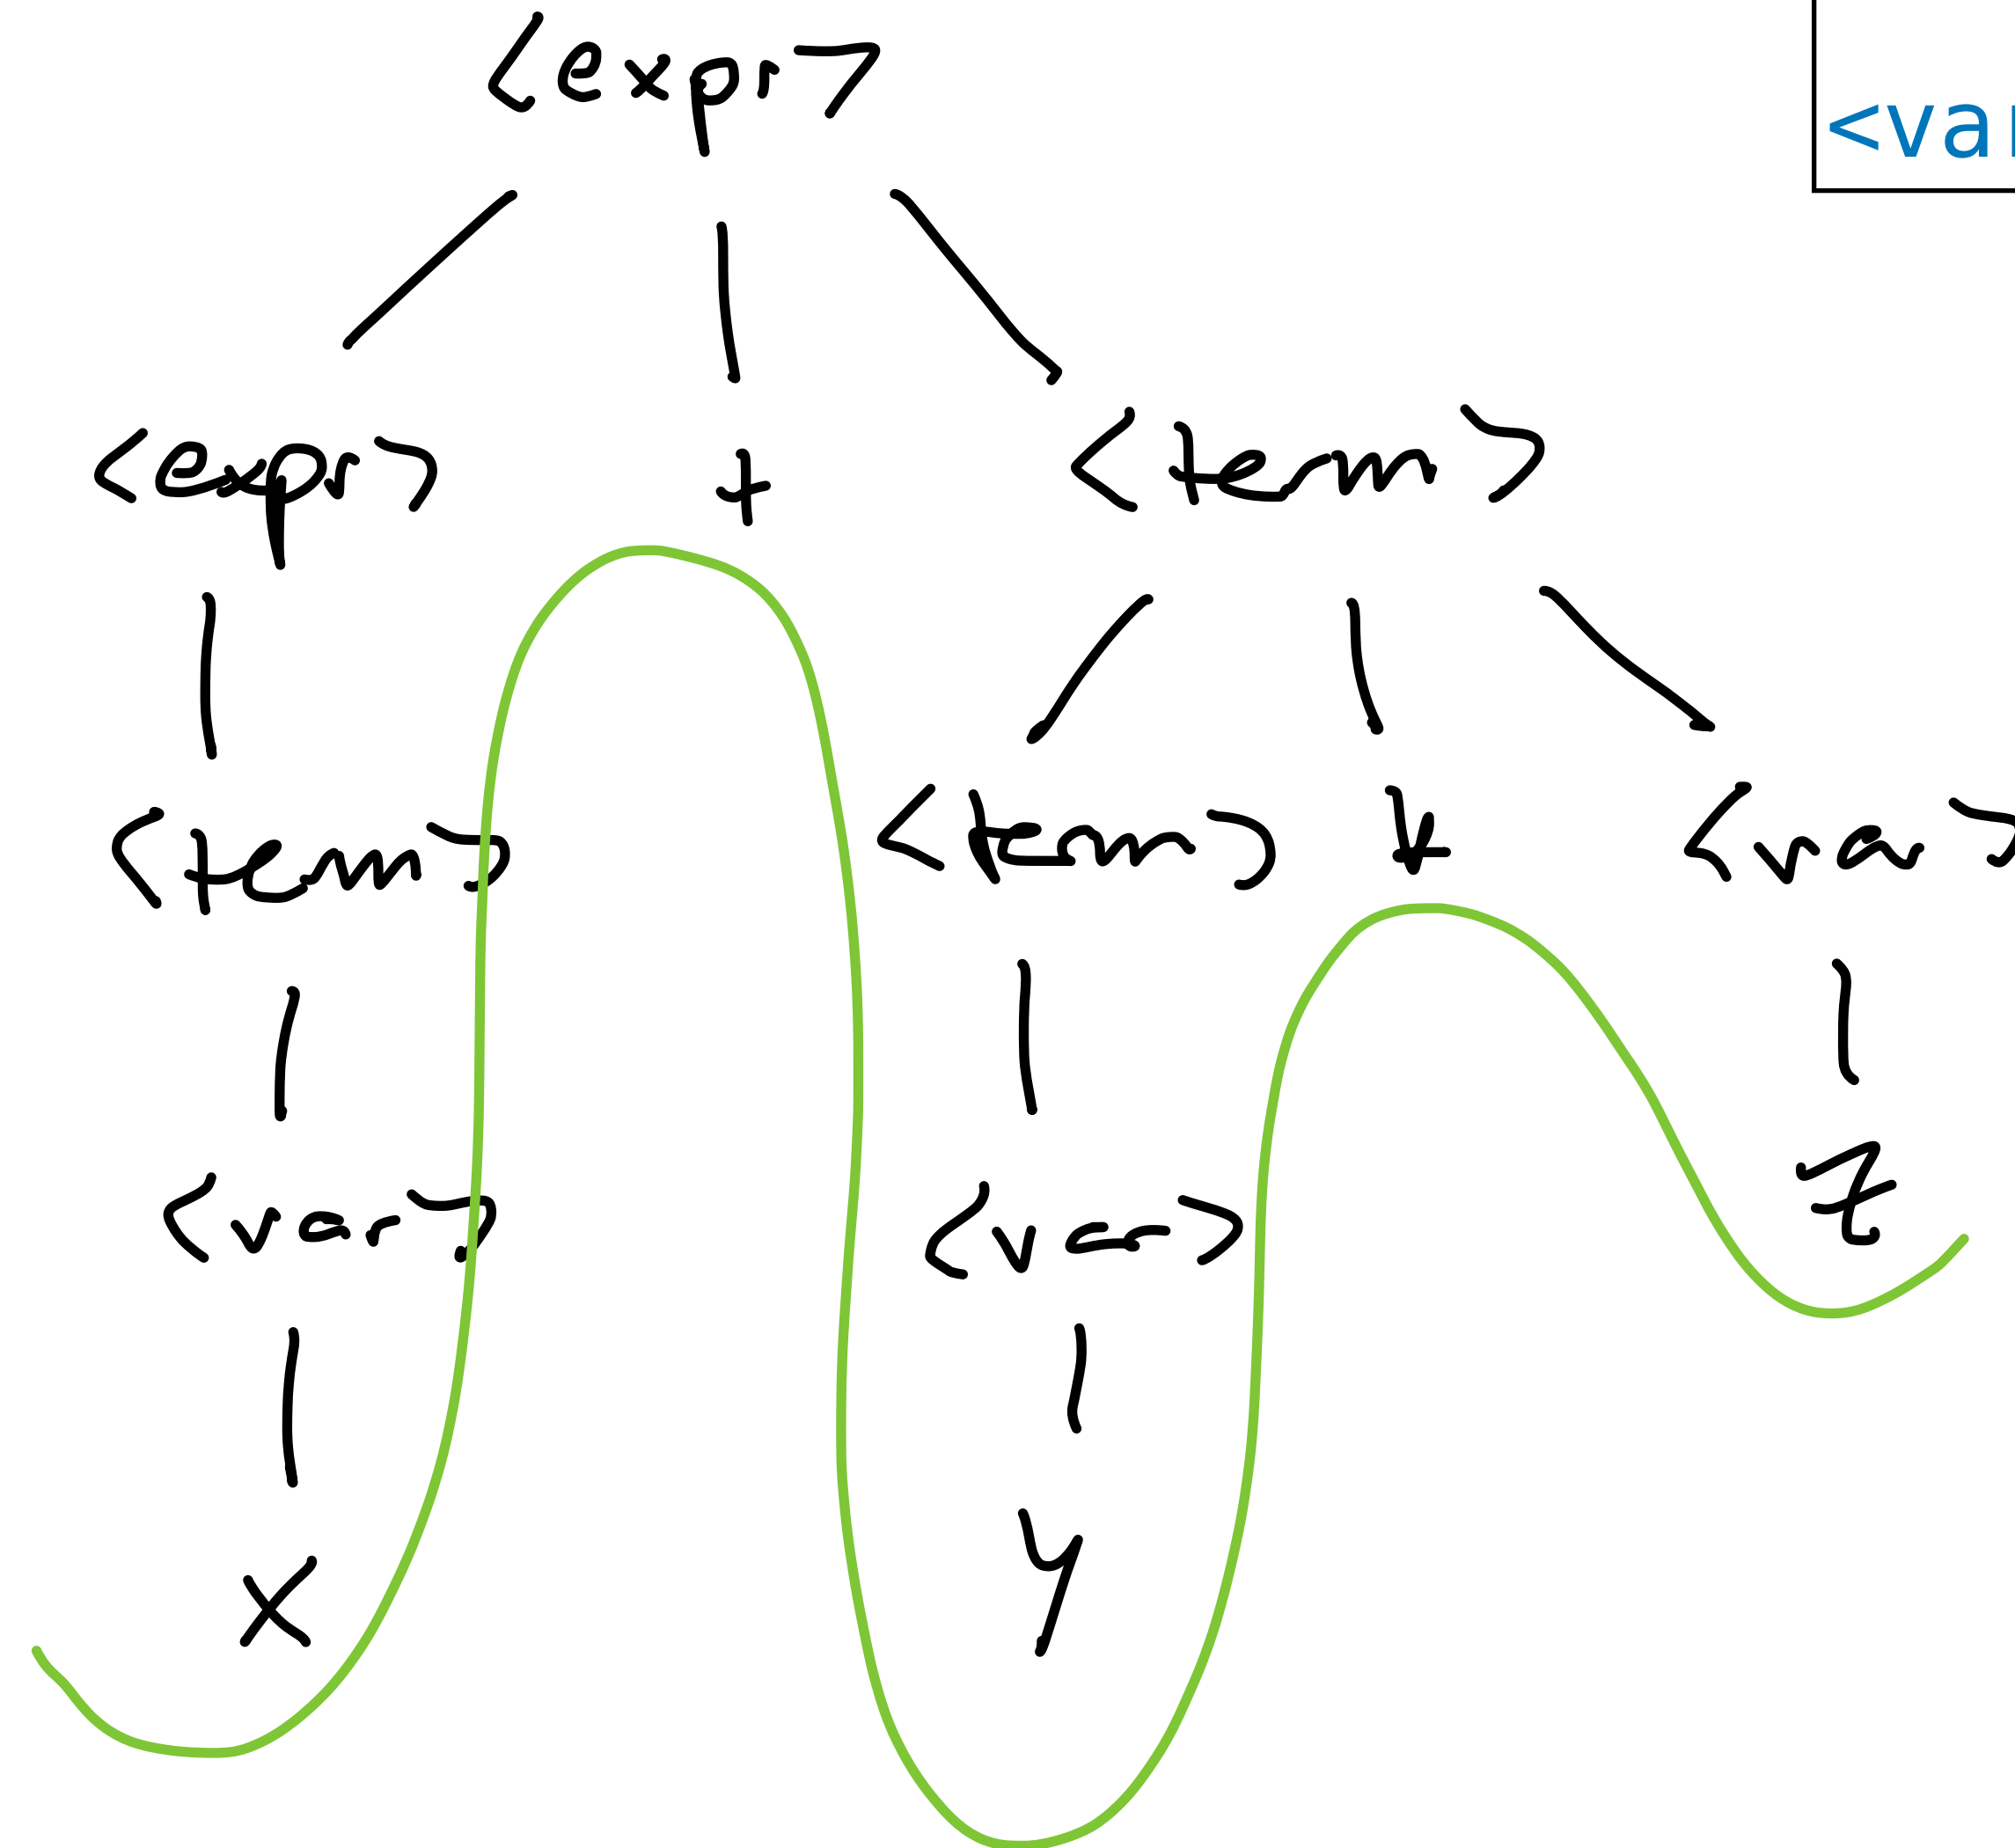 <expr>
<var
<expr> + <term>
<term> <term> * <var>
<var> <var> z
x y